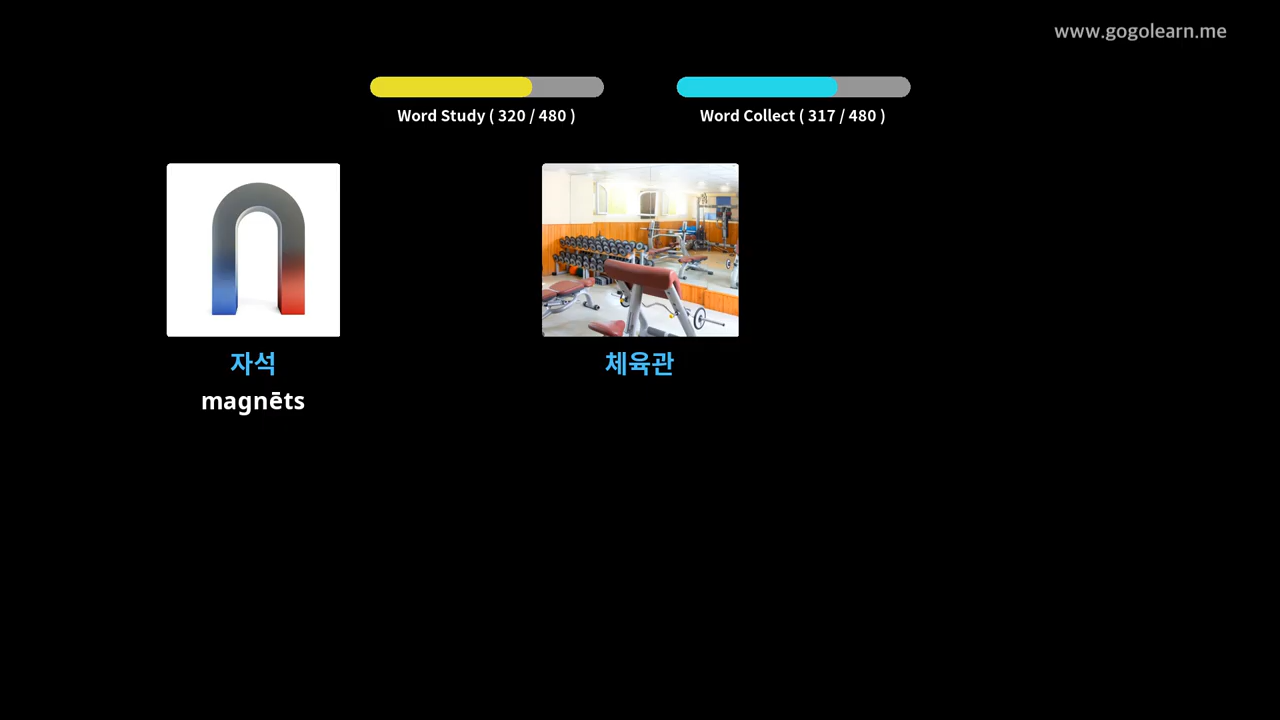 www.gogolearn.me
Word Study ( 320 / 480 )
Word Collect ( 317 / 480 )
자석
magnēts
체육관